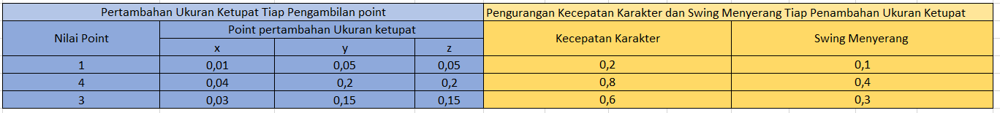 Pertambahan Ukuran Ketupat Tiap Pengambilan point
Pengurangan Kecepatan Karakter dan Swing Menyerang Tiap Penambahan Ukuran Ketupat
Nilai Point
Point pertambahan Ukuran ketupat
Kecepatan Karakter
Swing Menyerang
x y z
1 0,01 0,05 0,05 0,2 0,1
4 0,04 0,2 0,2 0,8 0,4
3 0,03 0,15 0,15 0,6 0,3